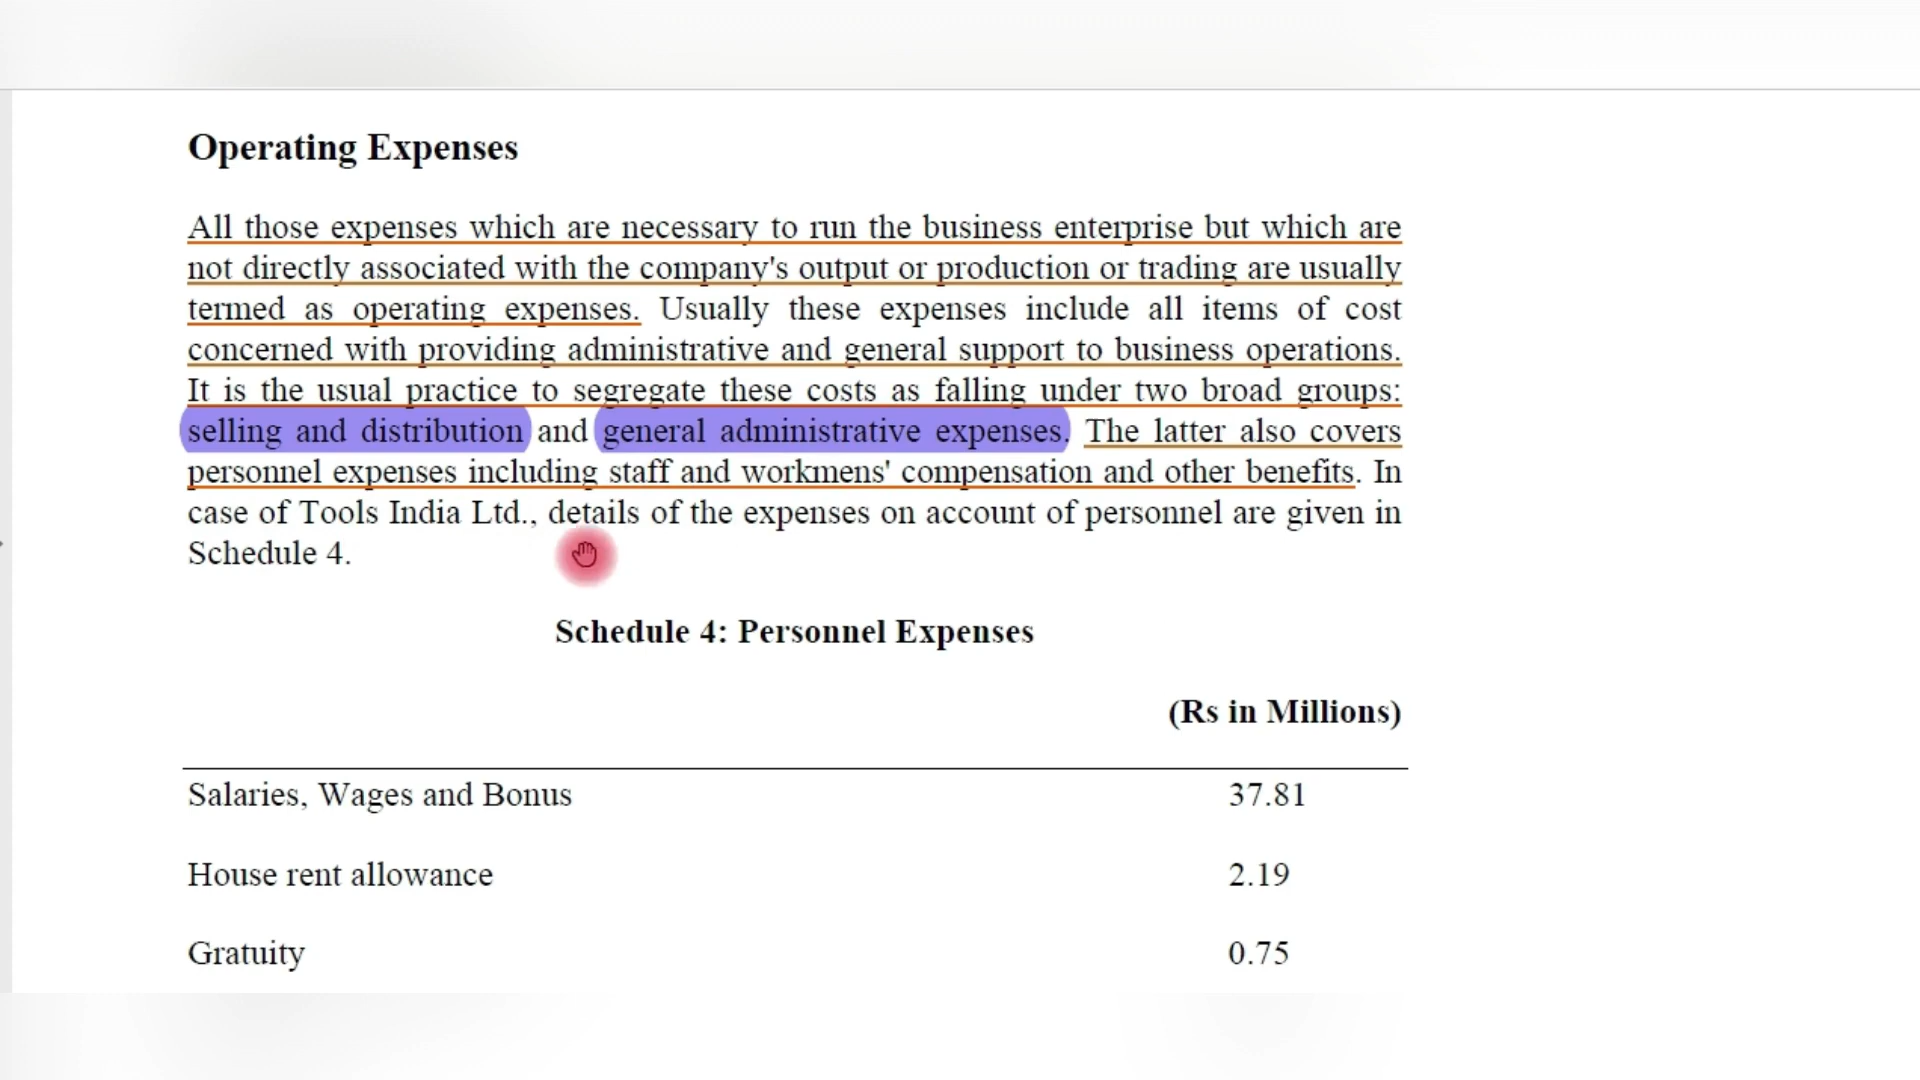 Operating Expenses
All those expenses which are necessary to run the business enterprise but which are
not directly associated with the company's output or production or trading are usually
termed as operating expenses. Usually these expenses include all items of cost
concerned with providing administrative and general support to business operations.
It is the usual practice to segregate these costs as falling under two broad groups:
selling and distribution and general administrative expenses. The latter also covers
personnel expenses including staff and workmens' compensation and other benefits. In
case of Tools India Ltd., details of the expenses on account of personnel are given in
Schedule 4.
Schedule 4: Personnel Expenses
(Rs in Millions)
Salaries, Wages and Bonus 37.81
House rent allowance 2.19
Gratuity 0.75